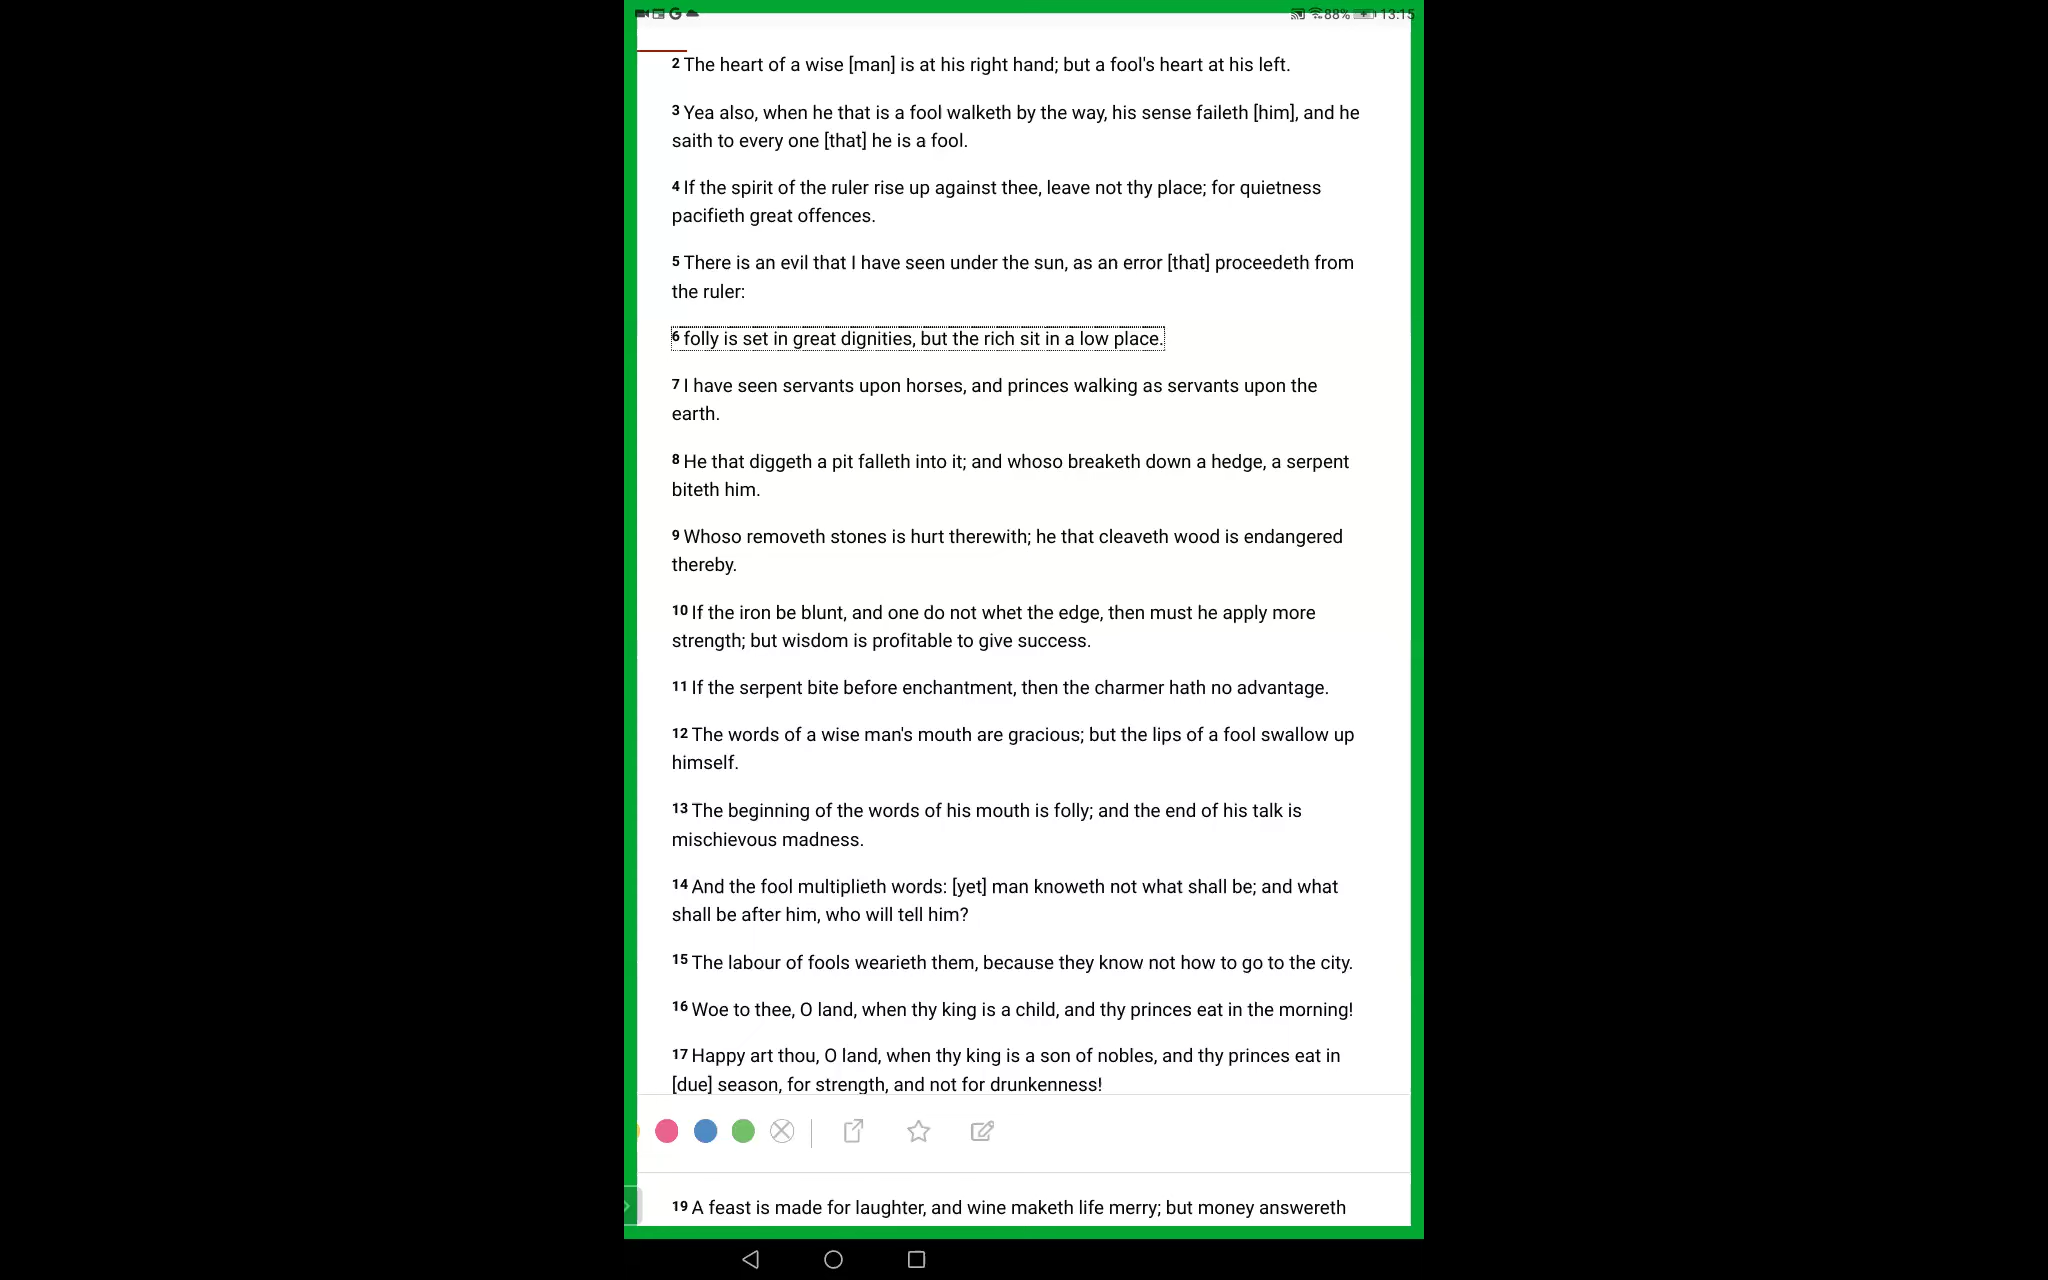 88% 13:15
2 The heart of a wise [man] is at his right hand; but a fool's heart at his left.
3 Yea also, when he that is a fool walketh by the way, his sense faileth [him], and he
saith to every one [that] he is a fool.
4 If the spirit of the ruler rise up against thee, leave not thy place; for quietness
pacifieth great offences.
5 There is an evil that I have seen under the sun, as an error [that] proceedeth from
the ruler:
6 folly is set in great dignities, but the rich sit in a low place.
7 I have seen servants upon horses, and princes walking as servants upon the
earth.
8 He that diggeth a pit falleth into it; and whoso breaketh down a hedge, a serpent
biteth him.
9 Whoso removeth stones is hurt therewith; he that cleaveth wood is endangered
thereby.
10 If the iron be blunt, and one do not whet the edge, then must he apply more
strength; but wisdom is profitable to give success.
11 If the serpent bite before enchantment, then the charmer hath no advantage.
12 The words of a wise man's mouth are gracious; but the lips of a fool swallow up
himself.
13 The beginning of the words of his mouth is folly; and the end of his talk is
mischievous madness.
14 And the fool multiplieth words: [yet] man knoweth not what shall be; and what
shall be after him, who will tell him?
15 The labour of fools wearieth them, because they know not how to go to the city.
16 Woe to thee, O land, when thy king is a child, and thy princes eat in the morning!
17 Happy art thou, O land, when thy king is a son of nobles, and thy princes eat in
[due] season, for strength, and not for drunkenness!
19 A feast is made for laughter, and wine maketh life merry; but money answereth